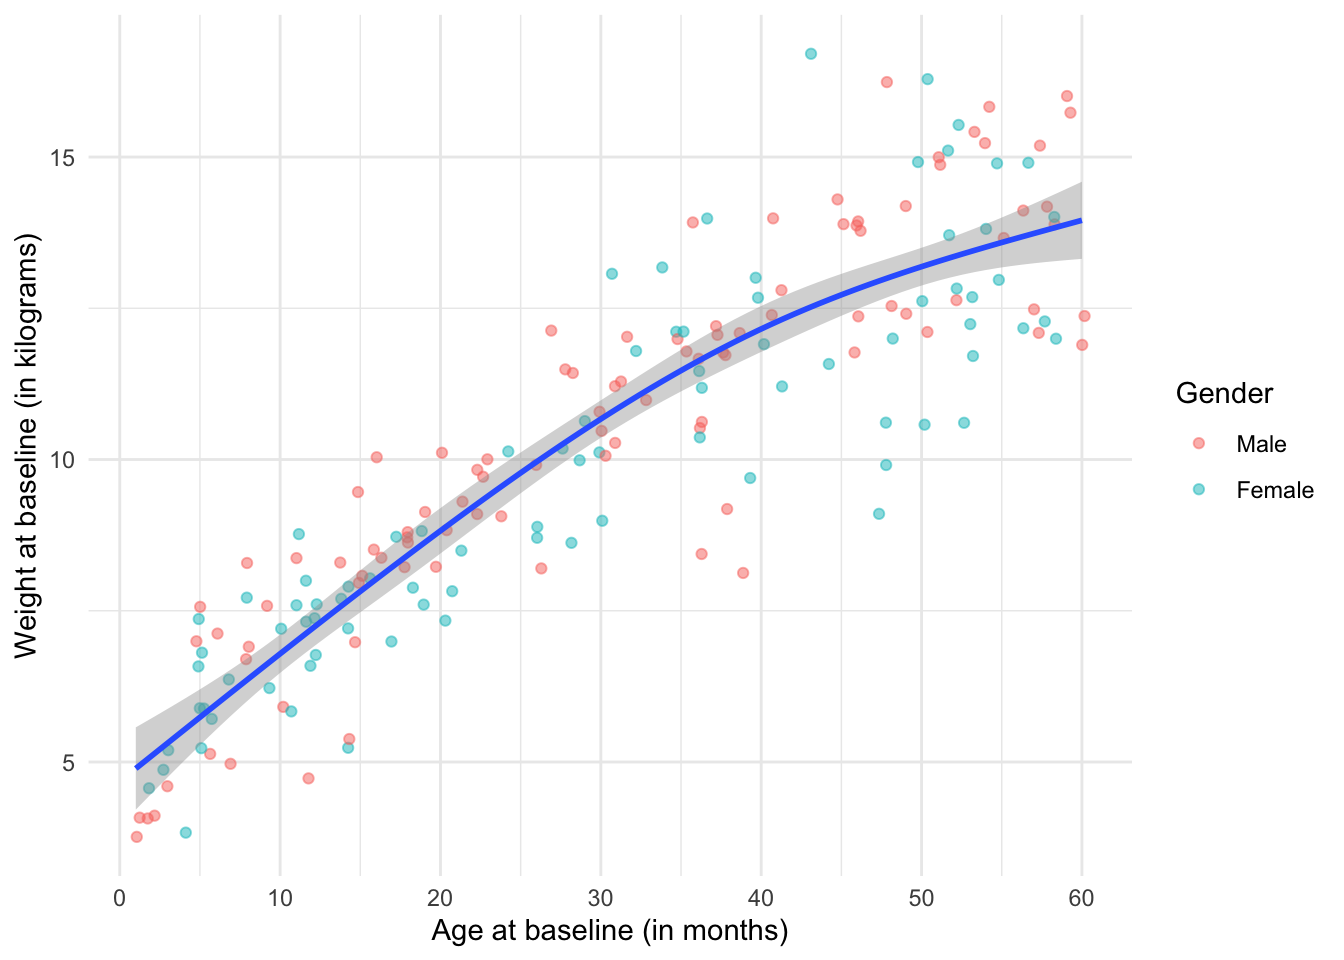 15
10
5
Weight at baseline (in kilograms)
0 10 20 30 40 50 60
Age at baseline (in months)
Gender
Male
Female